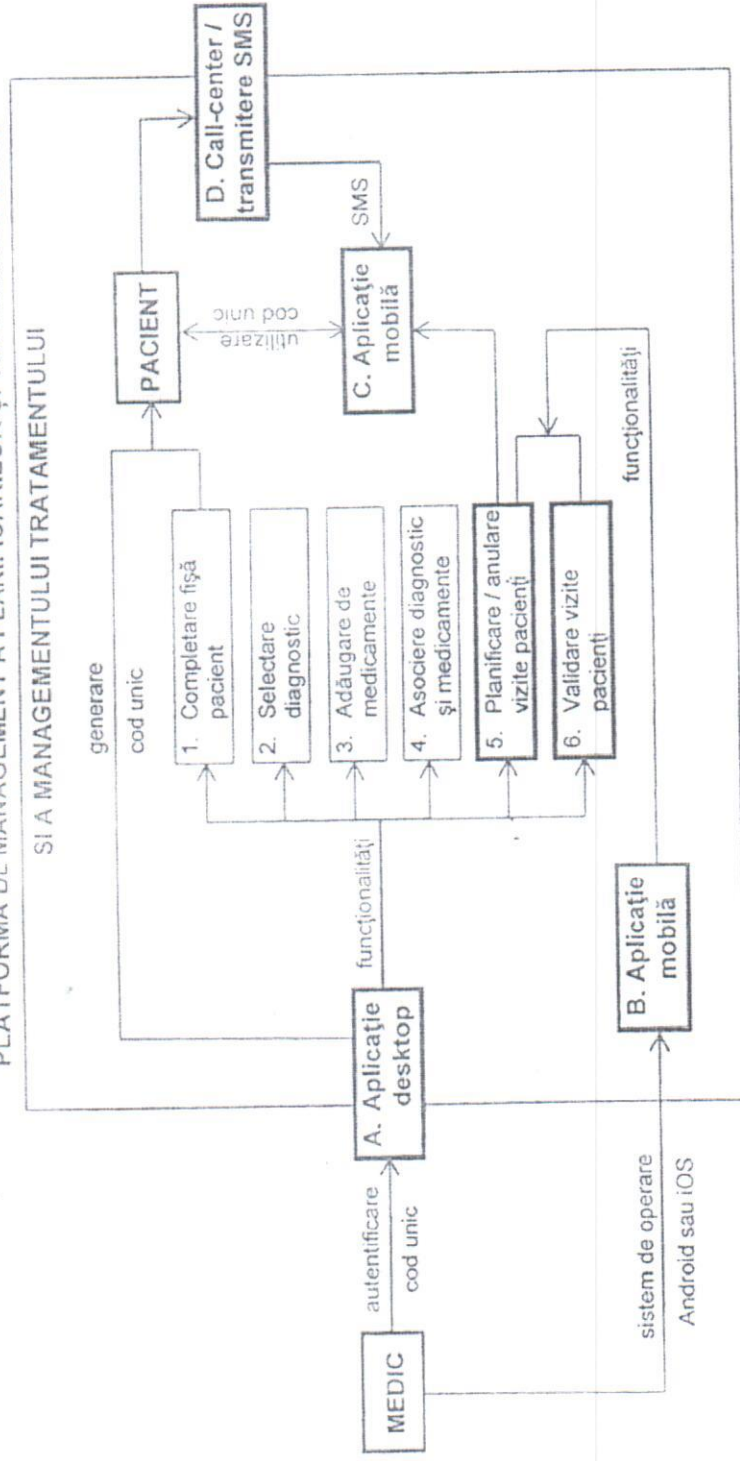 PLATFORMA DE MANAGEMENT A
SI A MANAGEMENTULUI TRATAMENTULUI
MEDIC
autentificare
cod unic
sistem de operare
Android sau iOS
A. Aplicaţie
desktop
B. Aplicaţie
mobilă
generare
cod unic
funcţionalităţi
1. Completare fişă
pacient
2. Selectare
diagnostic
3. Adăugare de
medicamente
4. Asociere diagnostic
şi medicamente
5. Planificare / anulare
vizite pacienţi
6. Validare vizite
pacienţi
funcţionalităţi
PACIENT
utilizare
cod unic
C. Aplicaţie
mobilă
SMS
D. Call-center /
transmitere SMS